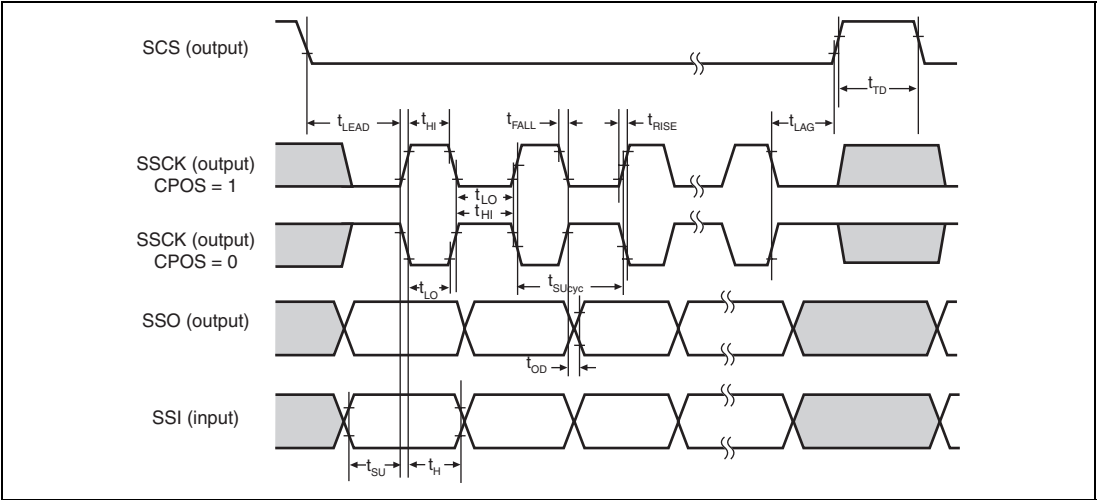 SCS (output)
tTD
tLEAD
tHI
tFALL
tRISE
tLAG
SSCK (output)
CPOS = 1
tLO
tHI
SSCK (output)
CPOS = 0
tLO
tSUcyc
SSO (output)
tOD
SSI (input)
tSU
tH